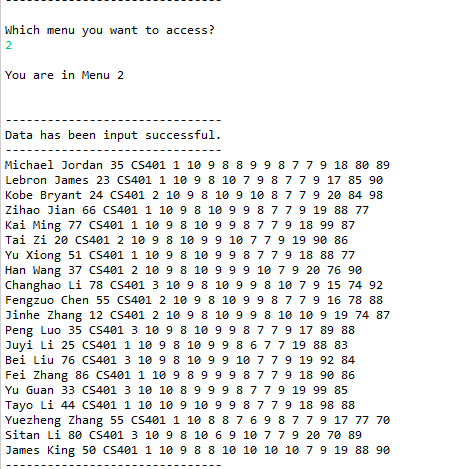 ------------------------------
Which menu you want to access?
2
You are in Menu 2
------------------------------
Data has been input successful.
------------------------------
Michael Jordan 35 CS401 1 10 9 8 8 9 9 8 7 7 9 18 80 89
Lebron James 23 CS401 1 10 9 8 10 7 9 8 7 7 9 17 85 90
Kobe Bryant 24 CS401 2 10 9 8 10 9 10 8 7 7 9 20 84 98
Zihao Jian 66 CS401 1 10 9 8 10 9 9 8 7 7 9 19 88 77
Kai Ming 77 CS401 1 10 9 8 10 9 9 8 7 7 9 18 99 87
Tai Zi 20 CS401 2 10 9 8 10 9 9 10 7 7 9 19 90 86
Yu Xiong 51 CS401 1 10 9 8 10 9 9 8 7 7 9 18 88 77
Han Wang 37 CS401 2 10 9 8 10 9 9 9 10 7 9 20 76 90
Changhao Li 78 CS401 3 10 9 8 10 9 9 8 10 7 9 15 74 92
Fengzuo Chen 55 CS401 2 10 9 8 10 9 9 8 7 7 9 16 78 88
Jinhe Zhang 12 CS401 2 10 9 8 10 9 9 8 10 10 9 19 74 87
Peng Luo 35 CS401 3 10 9 8 10 9 9 8 7 7 9 17 89 88
Juyi Li 25 CS401 1 10 9 8 10 9 9 8 6 7 7 19 88 83
Bei Liu 76 CS401 3 10 9 8 10 9 9 10 7 7 9 19 92 84
Fei Zhang 86 CS401 1 10 9 8 9 9 9 8 7 7 9 18 90 86
Yu Guan 33 CS401 3 10 10 8 9 9 9 8 7 7 9 19 99 85
Tayo Li 44 CS401 1 10 10 9 10 9 9 8 7 7 9 18 98 88
Yuezheng Zhang 55 CS401 1 10 8 8 7 6 9 8 7 7 9 17 77 70
Sitan Li 80 CS401 3 10 9 8 10 6 9 10 7 7 9 20 70 89
James King 50 CS401 1 10 9 8 8 10 10 10 10 7 9 19 88 90
------------------------------